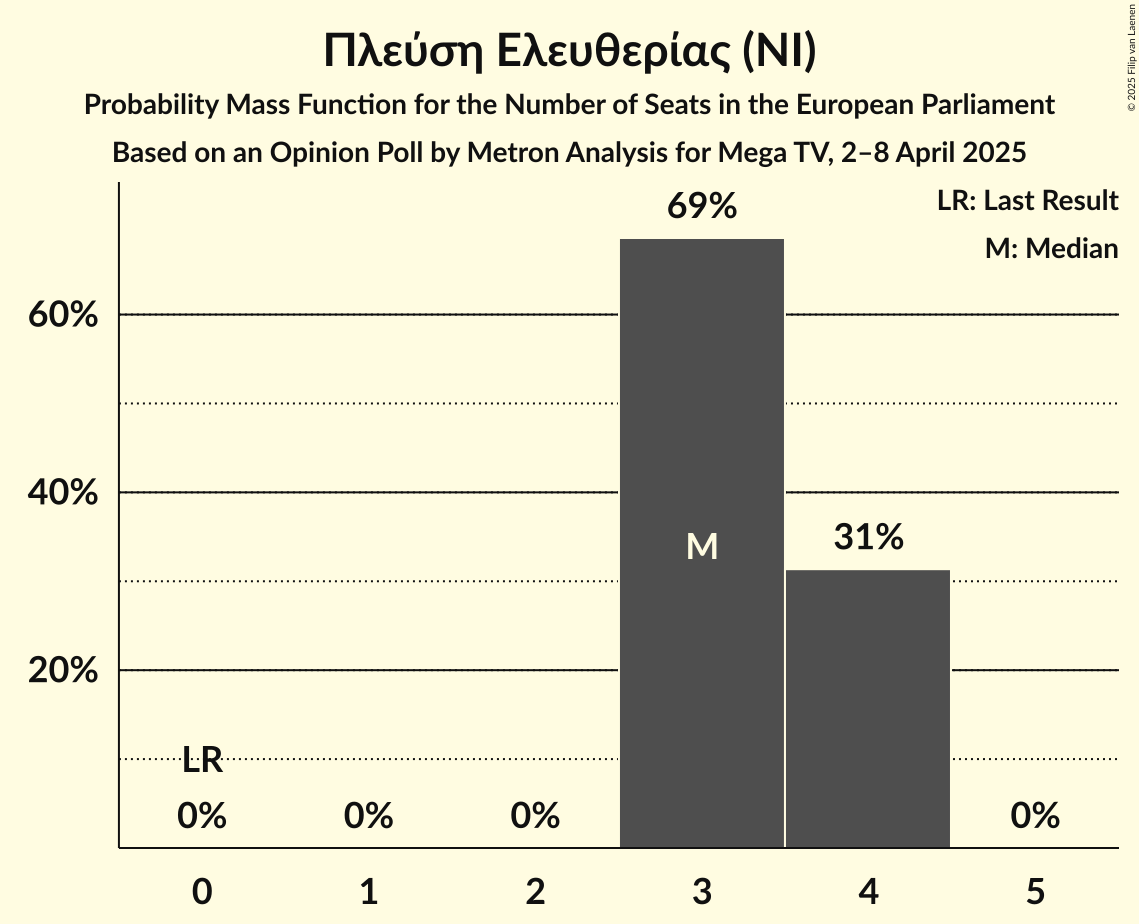 Πλεύση Ελευθερίας (NI)
Probability Mass Function for the Number of Seats in the European Parliament
Based on an Opinion Poll by Metron Analysis for Mega TV, 2–8 April 2025
© 2025 Filip van Laenen
LR: Last Result
M: Median
69%
60%
40%
M
31%
20%
LR
0% 0% 0% 0%
0 1 2 3 4 5